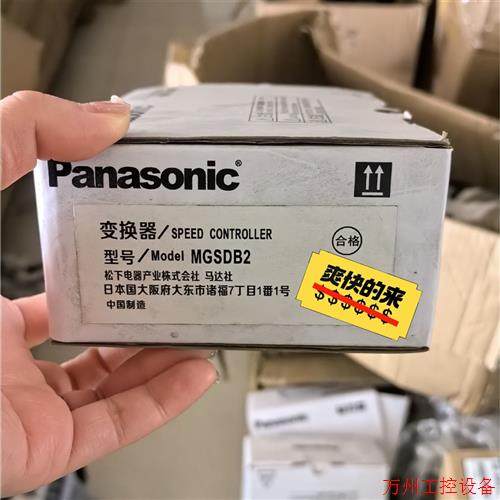 Panasonic®
变换器/SPEED CONTROLLER
型号/Model MGSDB2
合格
松下电器产业株式会社 马达社
日本国大阪府大东市诸福7丁目1番1号
中国制造
爽快的来
$$$$$$
Panasonic
万州工控设备